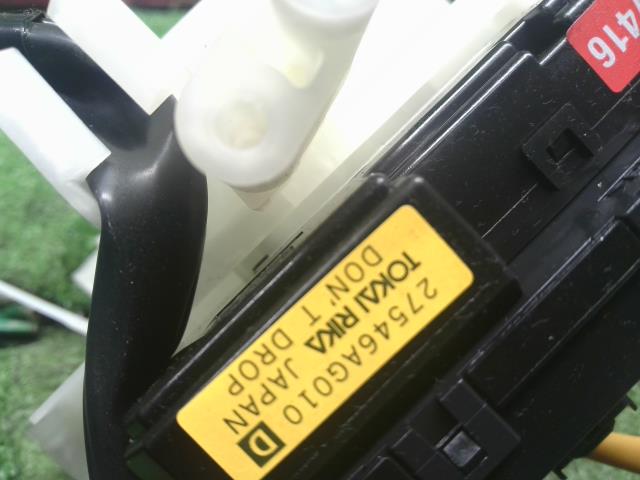 416
27546AG010 D
TOKAI RIKA JAPAN
DON'T DROP